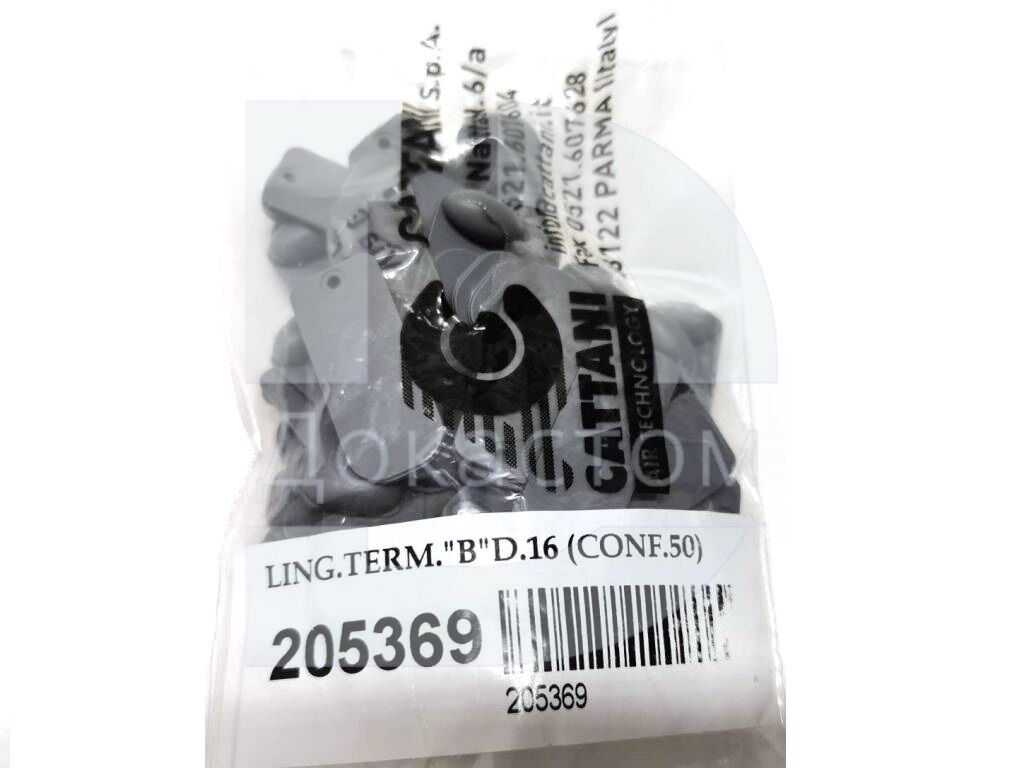 CATTANI S.p.A.
info@cattani.it
Fax 0521.607628
PARMA (Italy)
CATTANI
AIR TECHNOLOGY
Докастом
LING.TERM."B"D.16 (CONF.50)
205369
205369